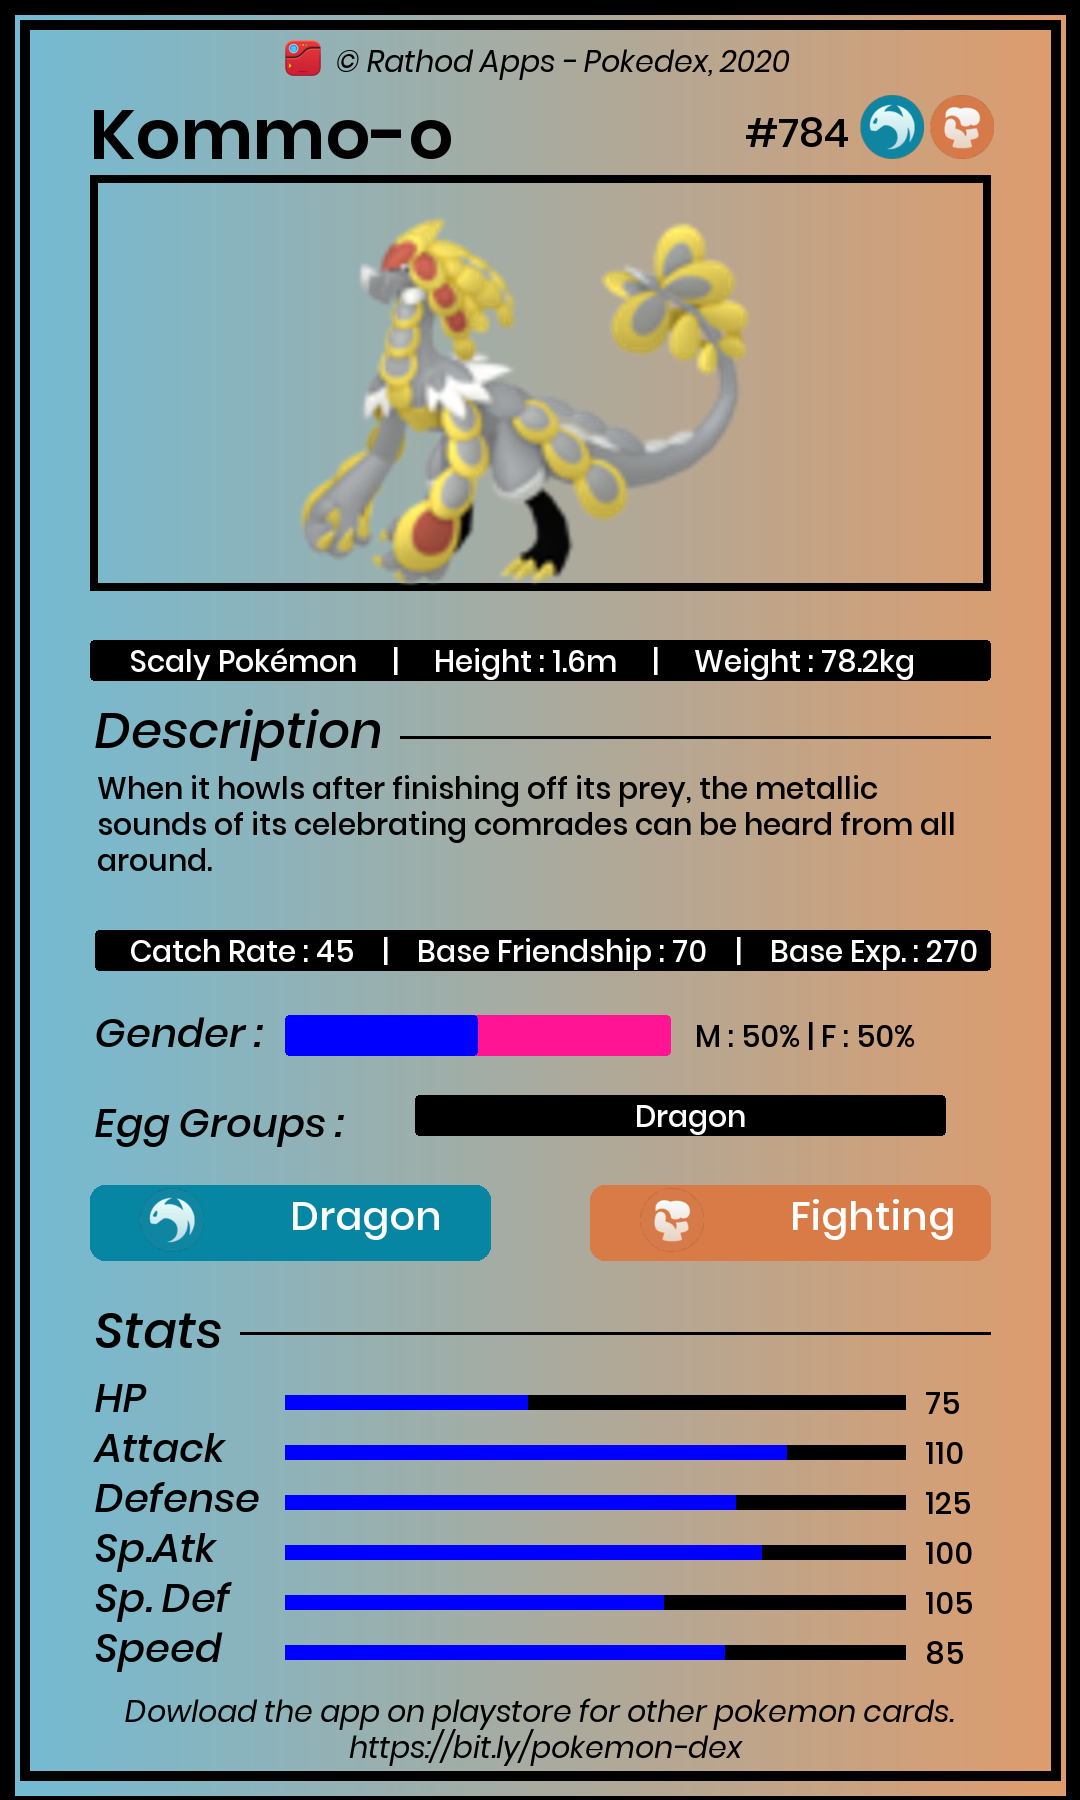 © Rathod Apps - Pokedex, 2020
Kommo-o #784
Scaly Pokémon | Height : 1.6m | Weight : 78.2kg
Description
When it howls after finishing off its prey, the metallic
sounds of its celebrating comrades can be heard from all
around.
Catch Rate : 45 | Base Friendship : 70 | Base Exp. : 270
Gender : M : 50% | F : 50%
Egg Groups : Dragon
Dragon Fighting
Stats
HP 75
Attack 110
Defense 125
Sp.Atk 100
Sp. Def 105
Speed 85
Dowload the app on playstore for other pokemon cards.
https://bit.ly/pokemon-dex